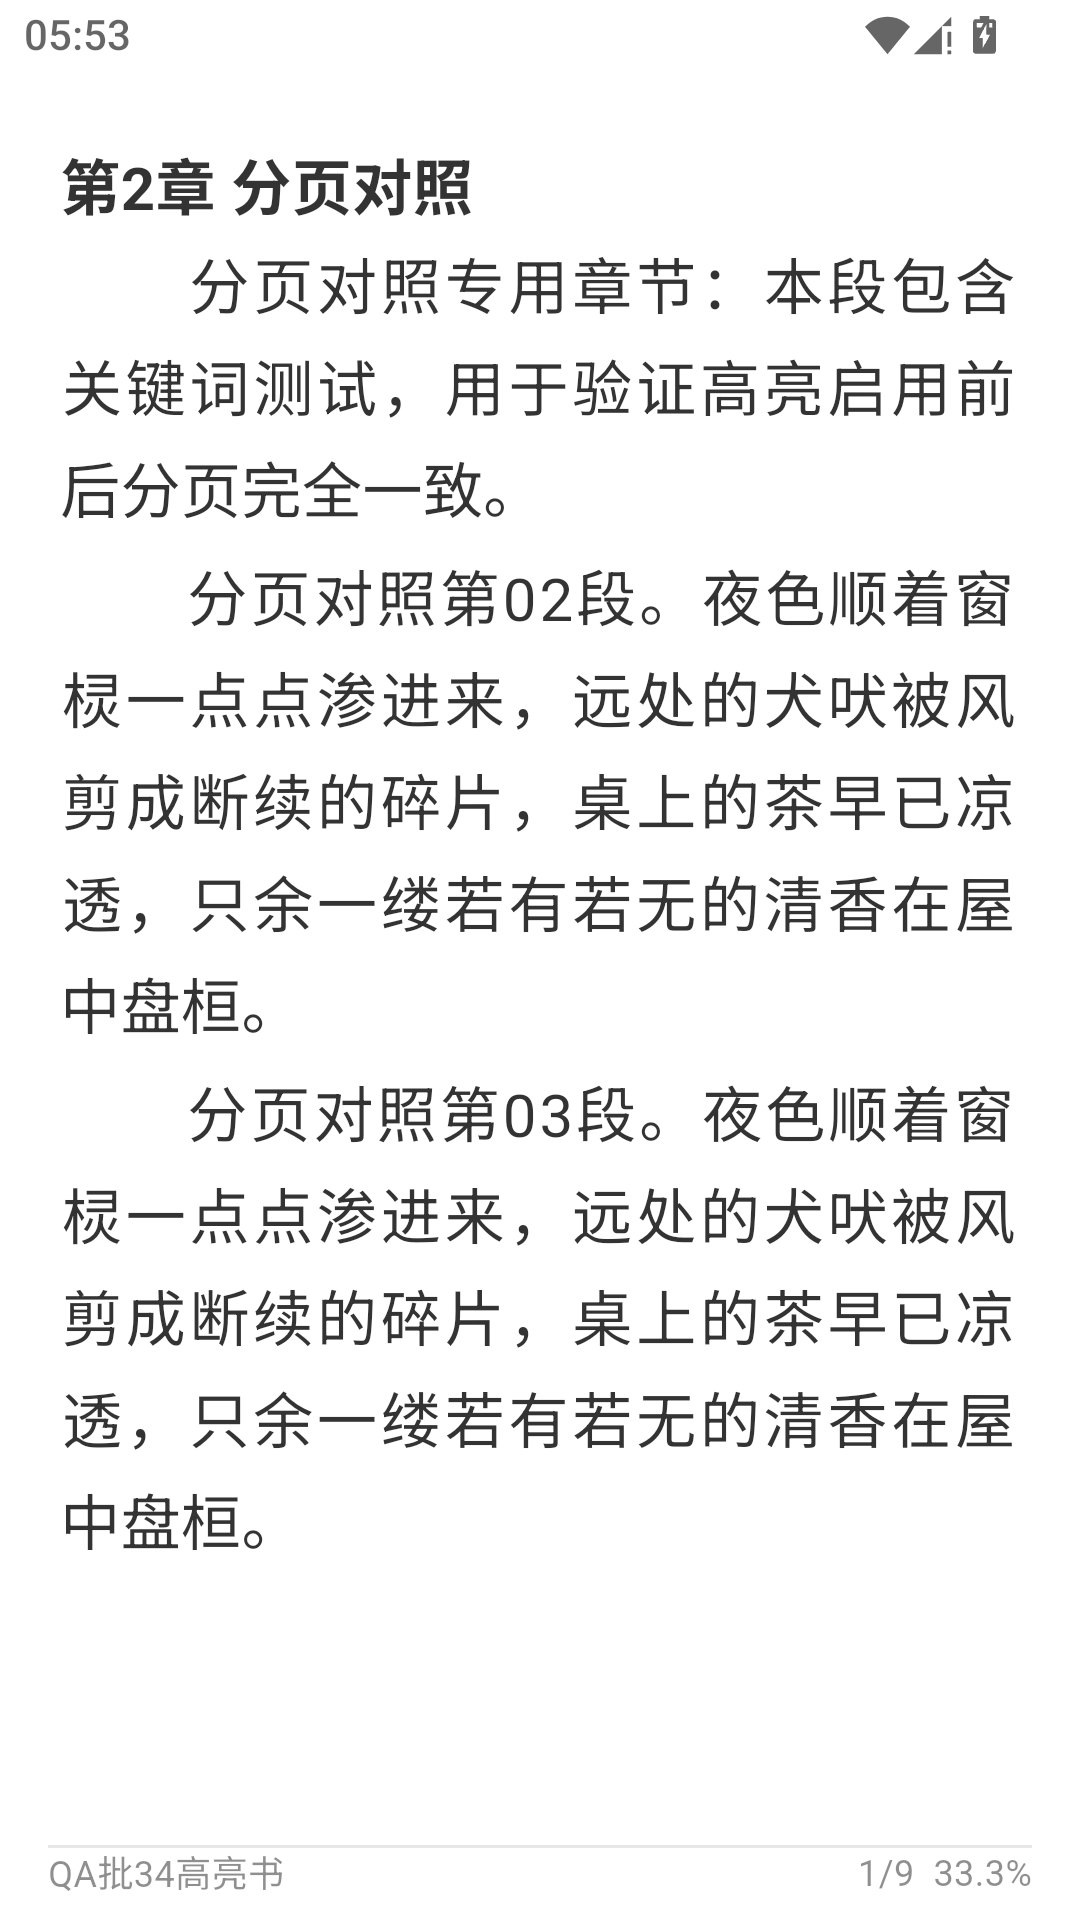 05:53
第2章 分页对照
分页对照专用章节：本段包含
关键词测试，用于验证高亮启用前
后分页完全一致。
分页对照第02段。夜色顺着窗
棂一点点渗进来，远处的犬吠被风
剪成断续的碎片，桌上的茶早已凉
透，只余一缕若有若无的清香在屋
中盘桓。
分页对照第03段。夜色顺着窗
棂一点点渗进来，远处的犬吠被风
剪成断续的碎片，桌上的茶早已凉
透，只余一缕若有若无的清香在屋
中盘桓。
QA批34高亮书
1/9 33.3%